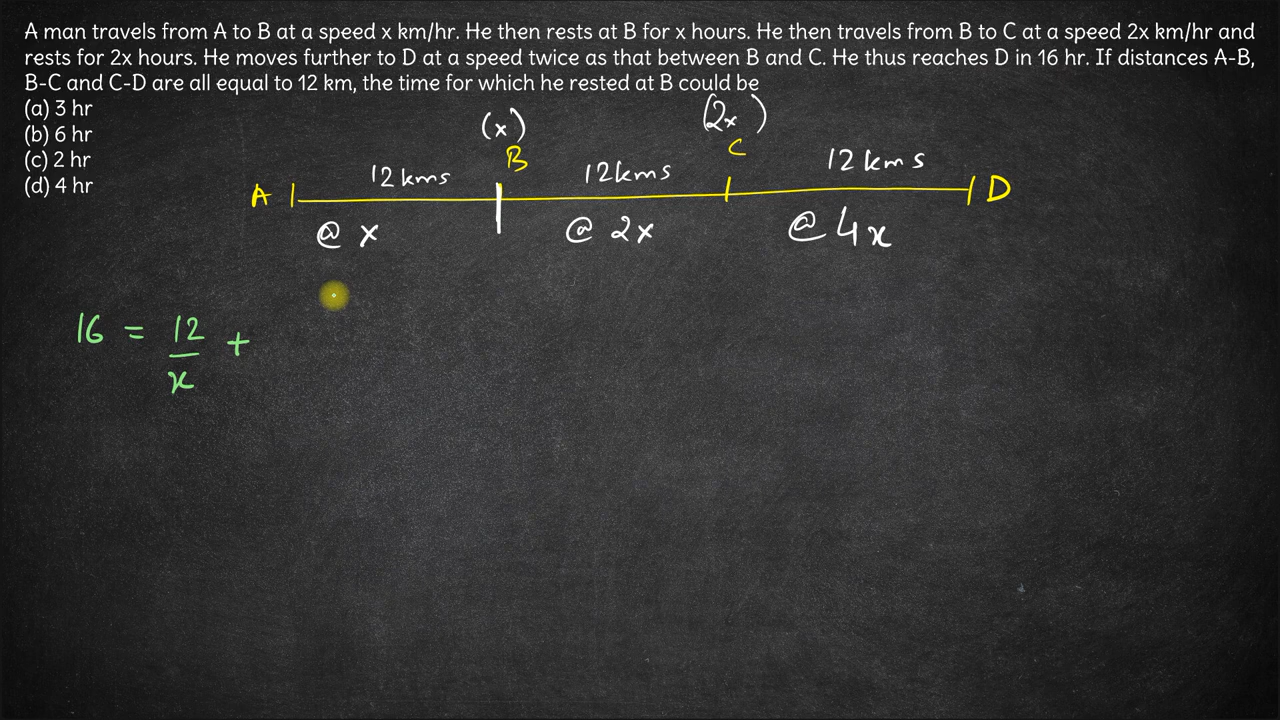 A man travels from A to B at a speed x km/hr. He then rests at B for x hours. He then travels from B to C at a speed 2x km/hr and
rests for 2x hours. He moves further to D at a speed twice as that between B and C. He thus reaches D in 16 hr. If distances A-B,
B-C and C-D are all equal to 12 km, the time for which he rested at B could be
(a) 3 hr
(b) 6 hr
(c) 2 hr
(d) 4 hr
(x) (2x)
B C
12 kms 12 kms 12 kms
A D
@ x @ 2x @ 4x
16 = 12/x +